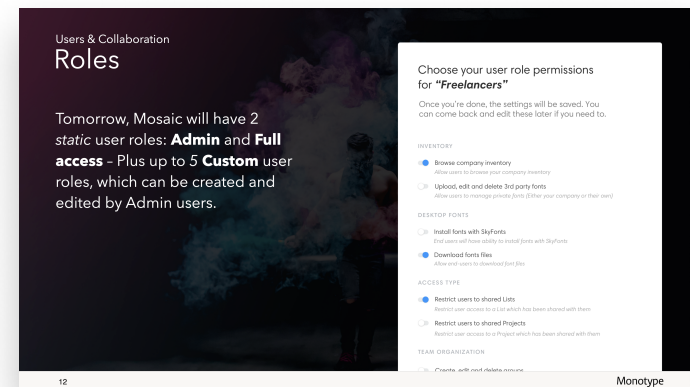 Users & Collaboration
Roles
Tomorrow, Mosaic will have 2
static user roles: Admin and Full
access – Plus up to 5 Custom user
roles, which can be created and
edited by Admin users.
Choose your user role permissions
for “Freelancers”
Once you’re done, the settings will be saved. You
can come back and edit these later if you need to.
INVENTORY
Browse company inventory
Allow users to browse your company inventory
Upload, edit and delete 3rd party fonts
Allow users to manage private fonts (Either your company or their own)
DESKTOP FONTS
Install fonts with SkyFonts
End users will have ability to install fonts with SkyFonts
Download fonts files
Allow end-users to download font files
ACCESS TYPE
Restrict users to shared Lists
Restrict user access to a List which has been shared with them
Restrict users to shared Projects
Restrict user access to a Project which has been shared with them
TEAM ORGANIZATION
Create, edit and delete groups
12
Monotype